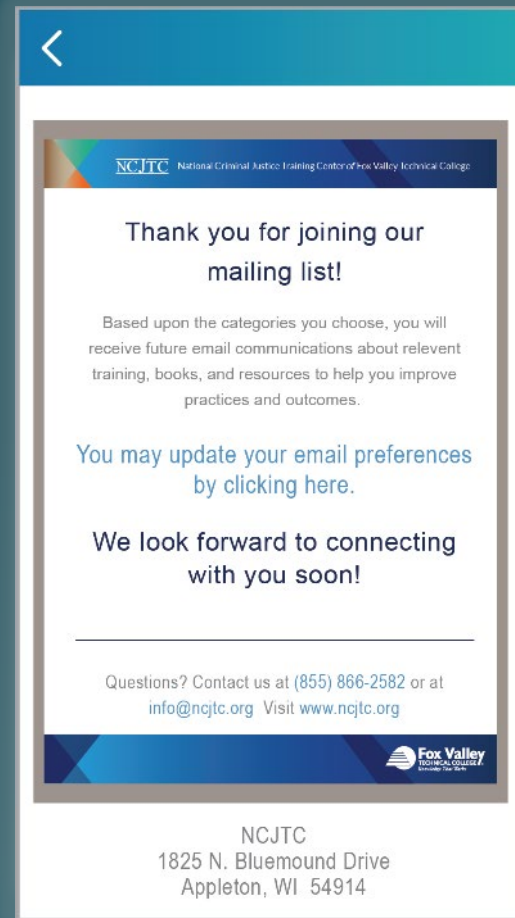 NCJTC National Criminal Justice Training Center of Fox Valley Technical College
Thank you for joining our
mailing list!
Based upon the categories you choose, you will
receive future email communications about relevent
training, books, and resources to help you improve
practices and outcomes.
You may update your email preferences
by clicking here.
We look forward to connecting
with you soon!
Questions? Contact us at (855) 866-2582 or at
info@ncjtc.org Visit www.ncjtc.org
Fox Valley
TECHNICAL COLLEGE
Knowledge That Works
NCJTC
1825 N. Bluemound Drive
Appleton, WI 54914